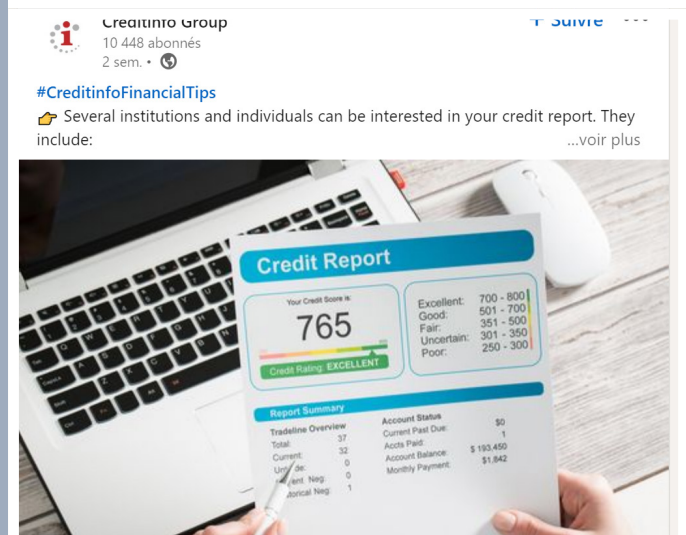 Creditinfo Group
+ Suivre
10 448 abonnés
2 sem. •
#CreditinfoFinancialTips
👉 Several institutions and individuals can be interested in your credit report. They
include:
...voir plus
Credit Report
Your Credit Score is:
765
Credit Rating: EXCELLENT
Excellent: 700 - 800
Good: 501 - 700
Fair: 351 - 500
Uncertain: 301 - 350
Poor: 250 - 300
Report Summary
Tradeline Overview
Total: 37
Current: 32
0
Neg: 0
Neg: 1
Account Status
Current Past Due: $0
Accts Paid: 1
Account Balance: $ 193,450
Monthly Payment: $1,842